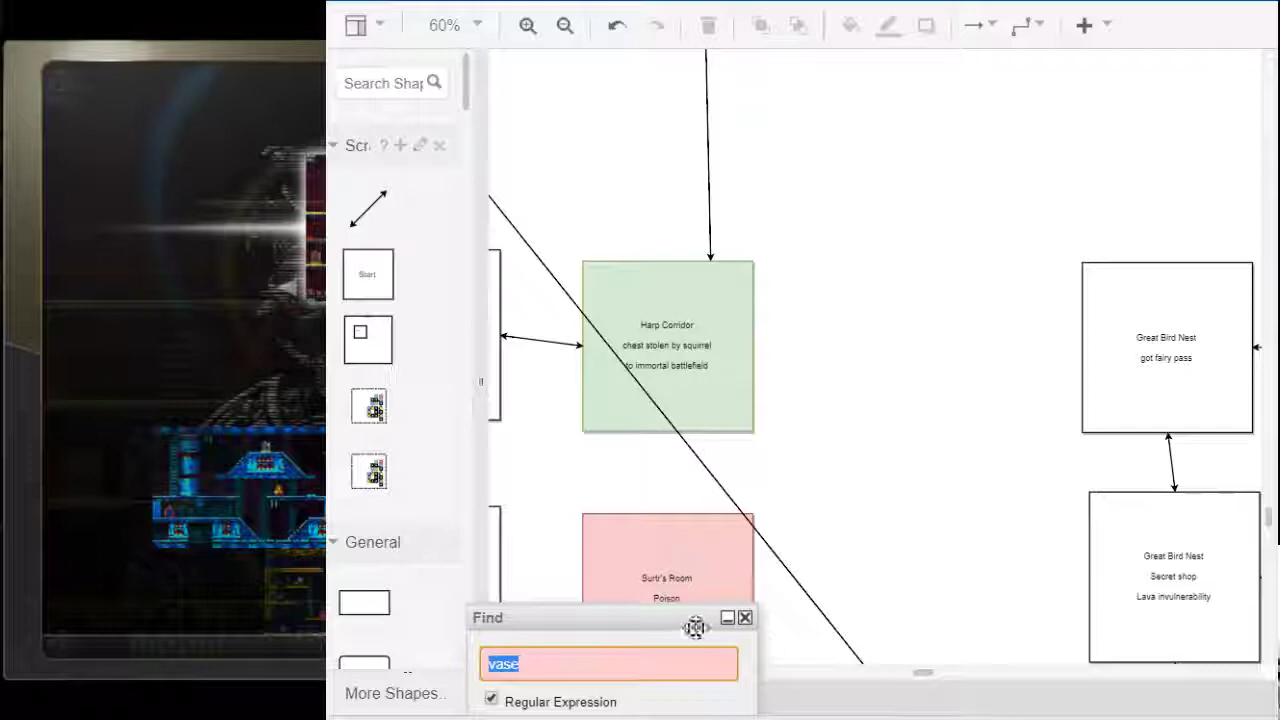 60%
Search Shap
Scr
?
Start
General
More Shapes..
Harp Corridor
chest stolen by squirrel
to immortal battlefield
Great Bird Nest
got fairy pass
Surtr's Room
Poison
Great Bird Nest
Secret shop
Lava invulnerability
Find
vase
Regular Expression